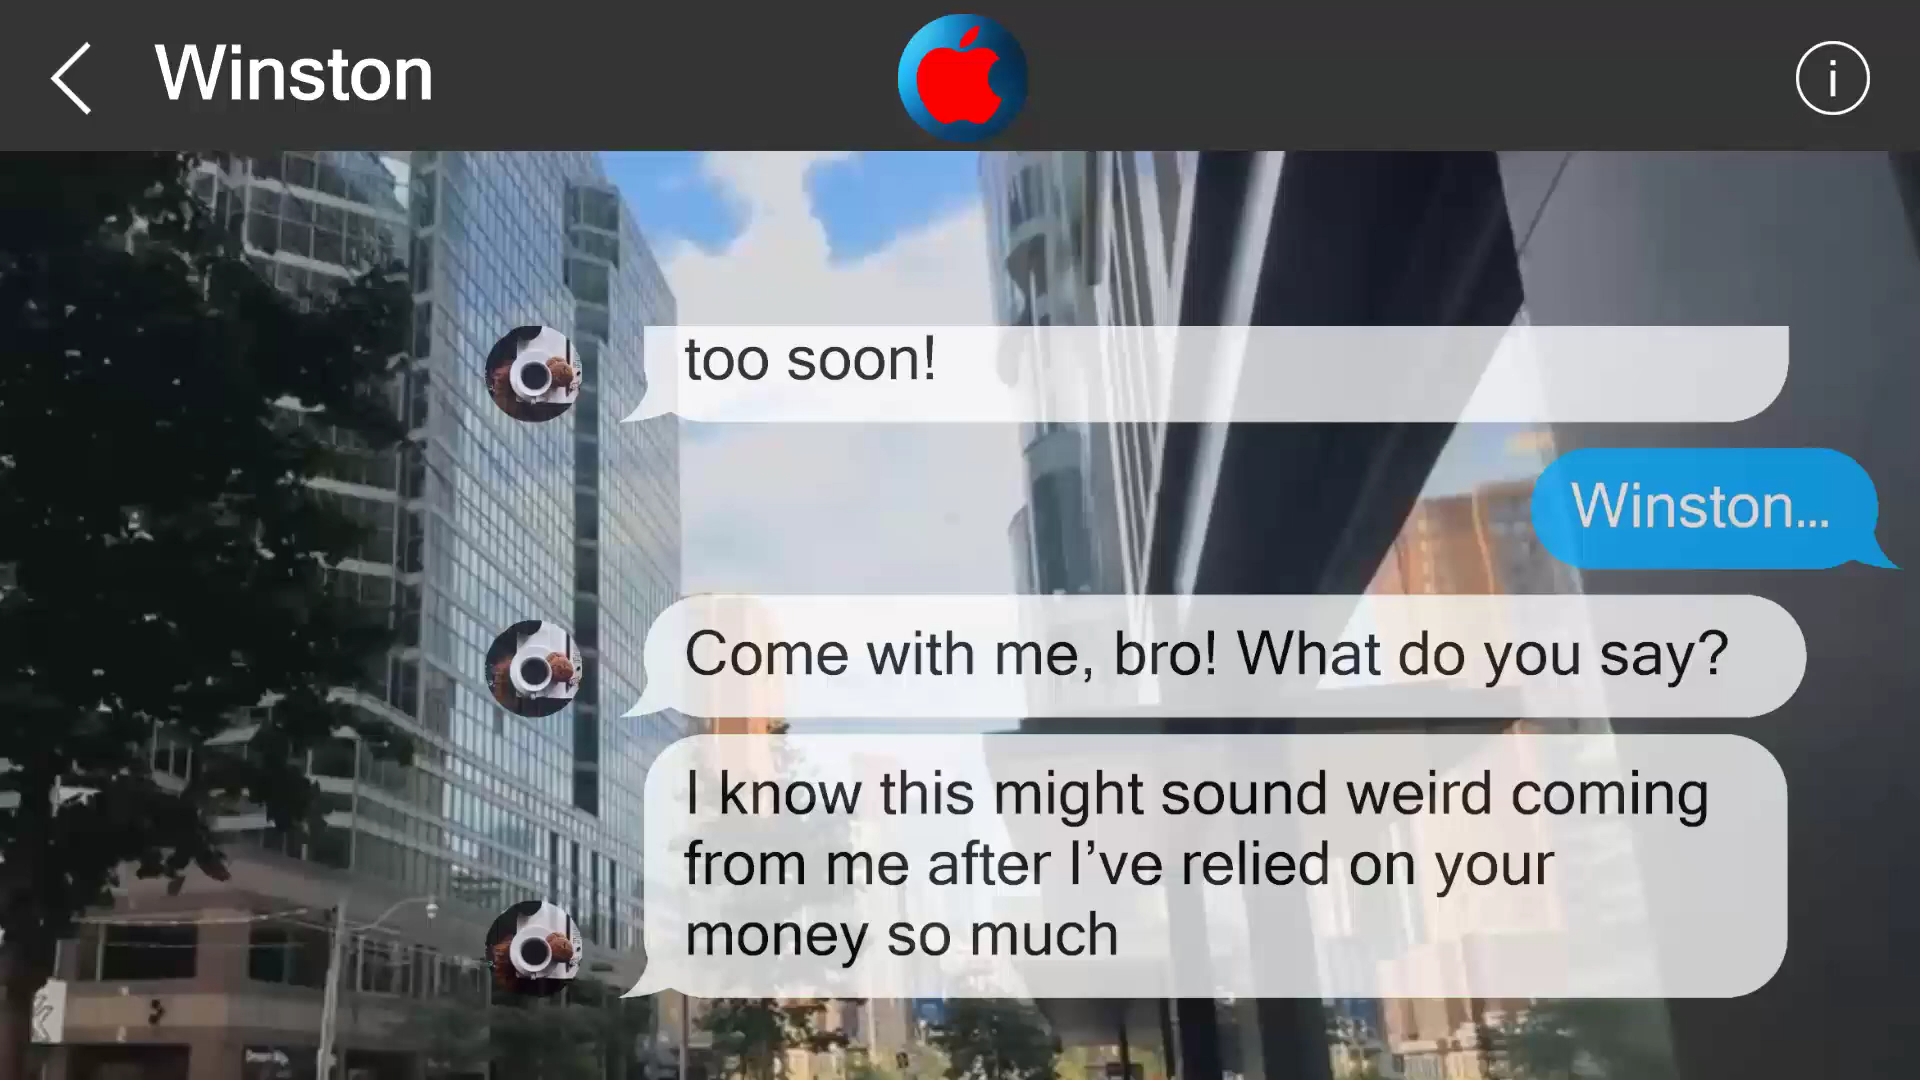 Winston
too soon!
Winston...
Come with me, bro! What do you say?
I know this might sound weird coming
from me after I’ve relied on your
money so much